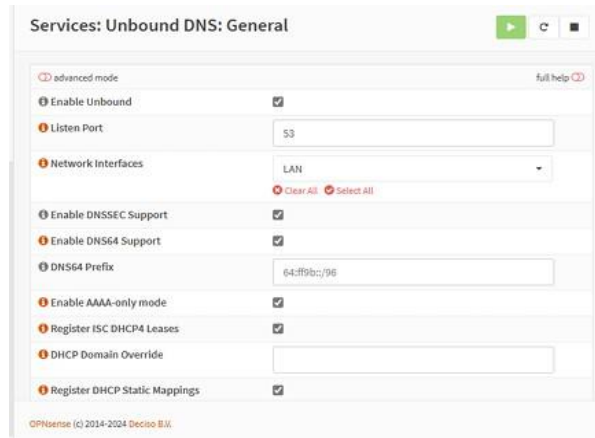 Services: Unbound DNS: General
advanced mode full help
Enable Unbound
Listen Port 53
Network Interfaces LAN
Clear All Select All
Enable DNSSEC Support
Enable DNS64 Support
DNS64 Prefix 64:ff9b::/96
Enable AAAA-only mode
Register ISC DHCP4 Leases
DHCP Domain Override
Register DHCP Static Mappings
OPNsense (c) 2014-2024 Deciso B.V.